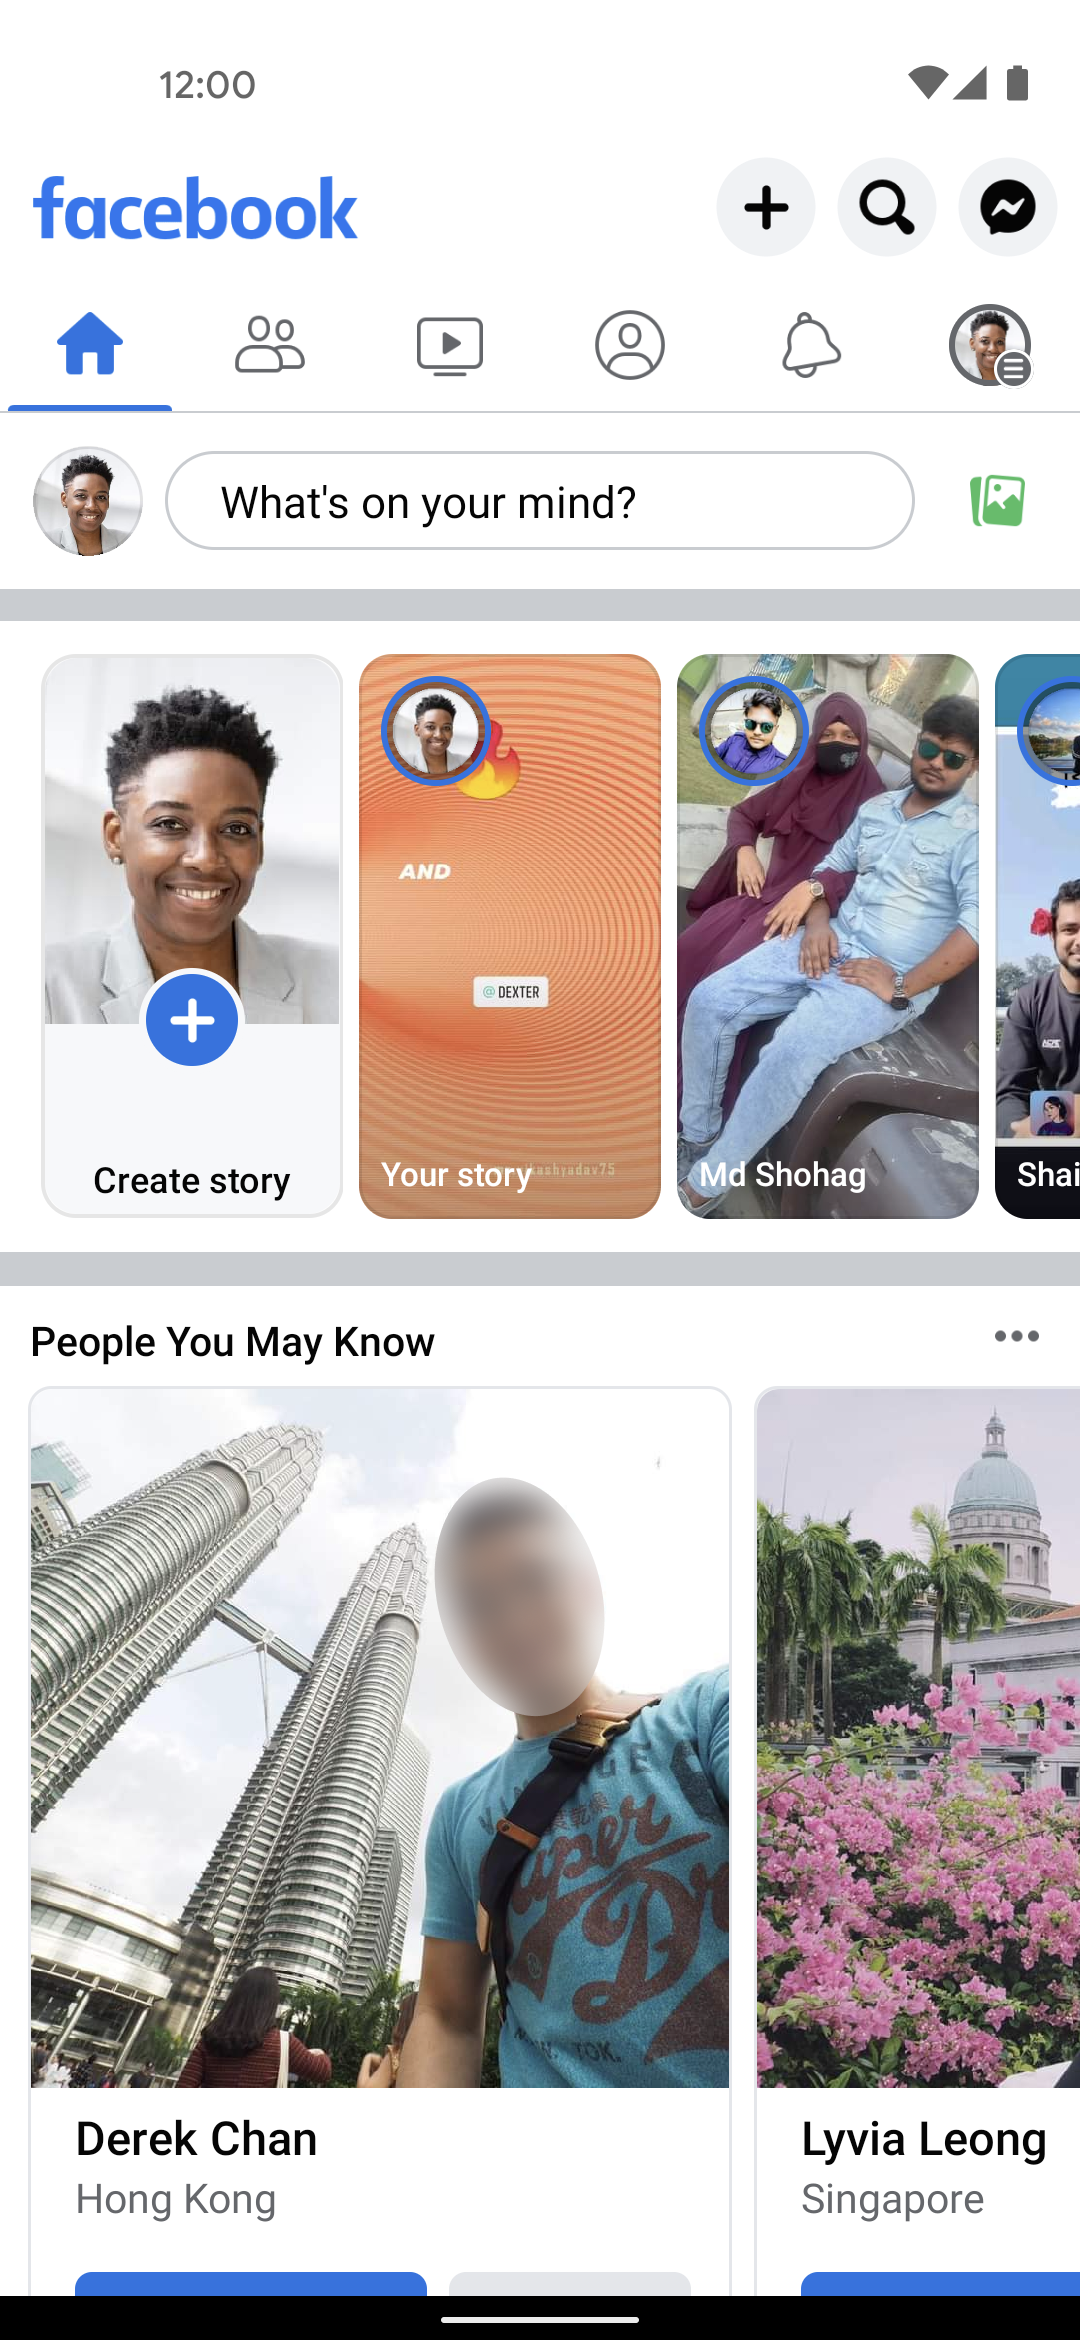 12:00
facebook
What's on your mind?
AND
@DEXTER
Create story
Your story
Md Shohag
Shai
People You May Know
Derek Chan
Hong Kong
Lyvia Leong
Singapore